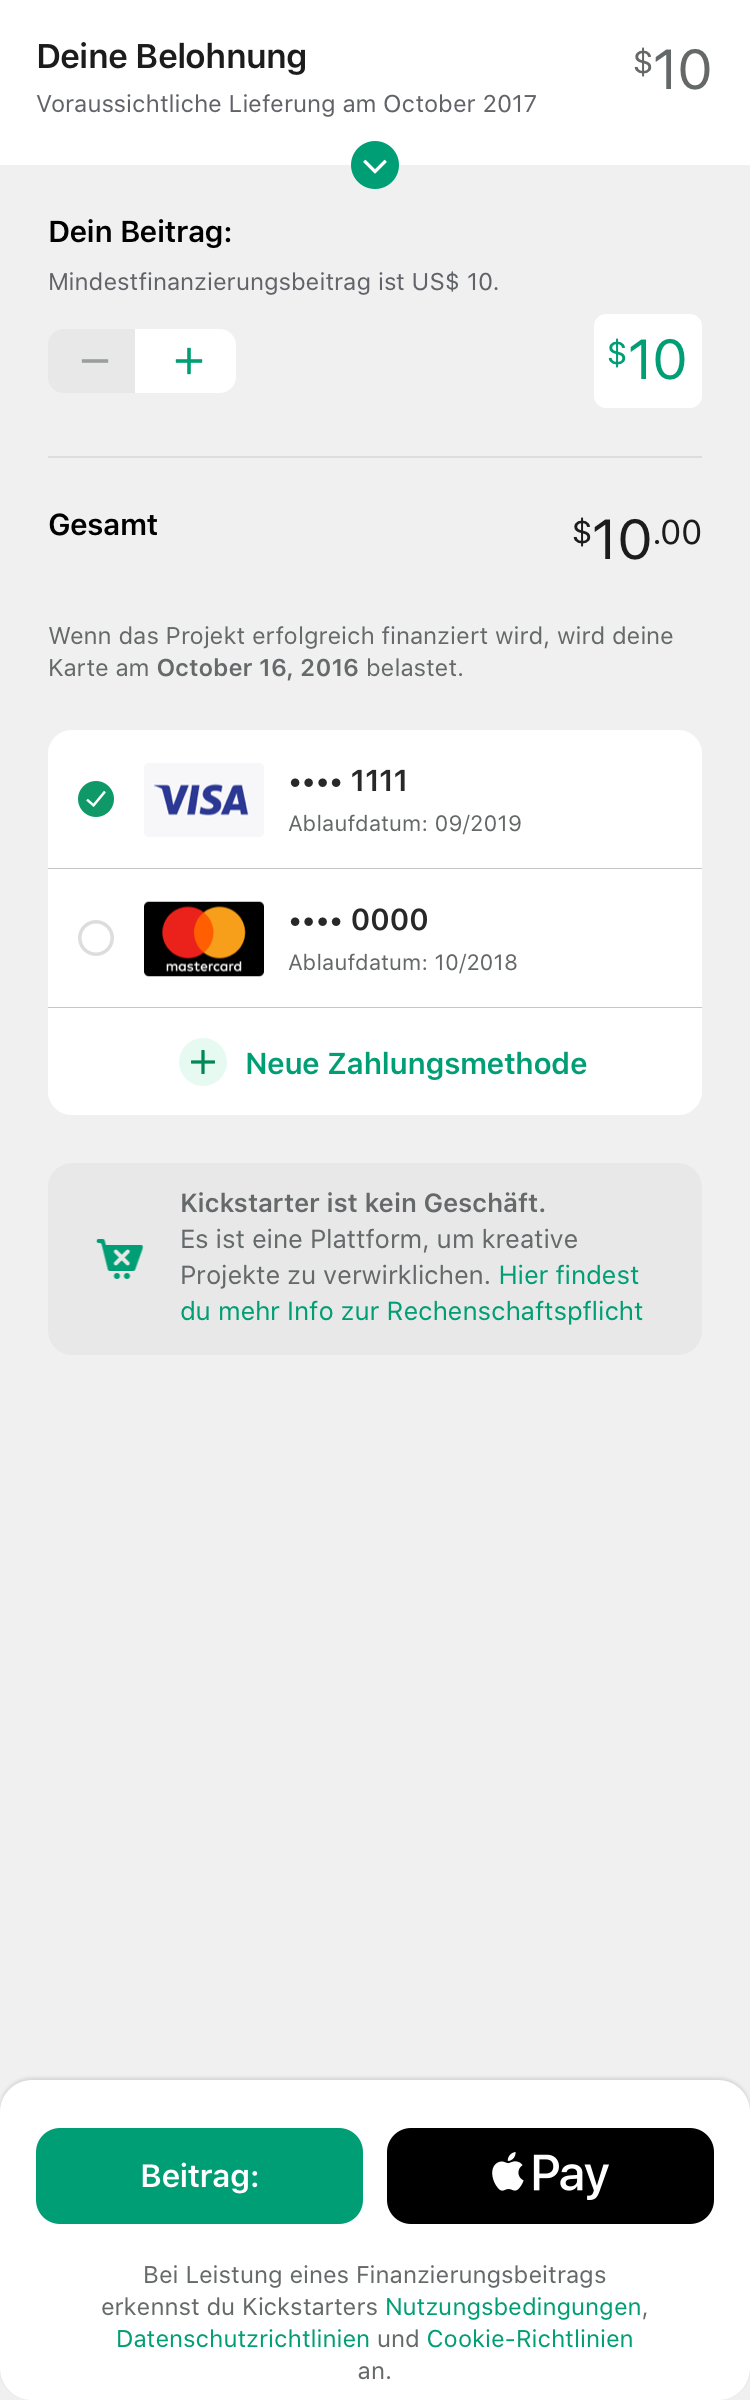 Deine Belohnung
$10
Voraussichtliche Lieferung am October 2017
Dein Beitrag:
Mindestfinanzierungsbeitrag ist US$ 10.
$10
Gesamt
$10.00
Wenn das Projekt erfolgreich finanziert wird, wird deine
Karte am October 16, 2016 belastet.
VISA
•••• 1111
Ablaufdatum: 09/2019
mastercard
•••• 0000
Ablaufdatum: 10/2018
Neue Zahlungsmethode
Kickstarter ist kein Geschäft.
Es ist eine Plattform, um kreative
Projekte zu verwirklichen. Hier findest
du mehr Info zur Rechenschaftspflicht
Beitrag:
Pay
Bei Leistung eines Finanzierungsbeitrags
erkennst du Kickstarters Nutzungsbedingungen,
Datenschutzrichtlinien und Cookie-Richtlinien
an.